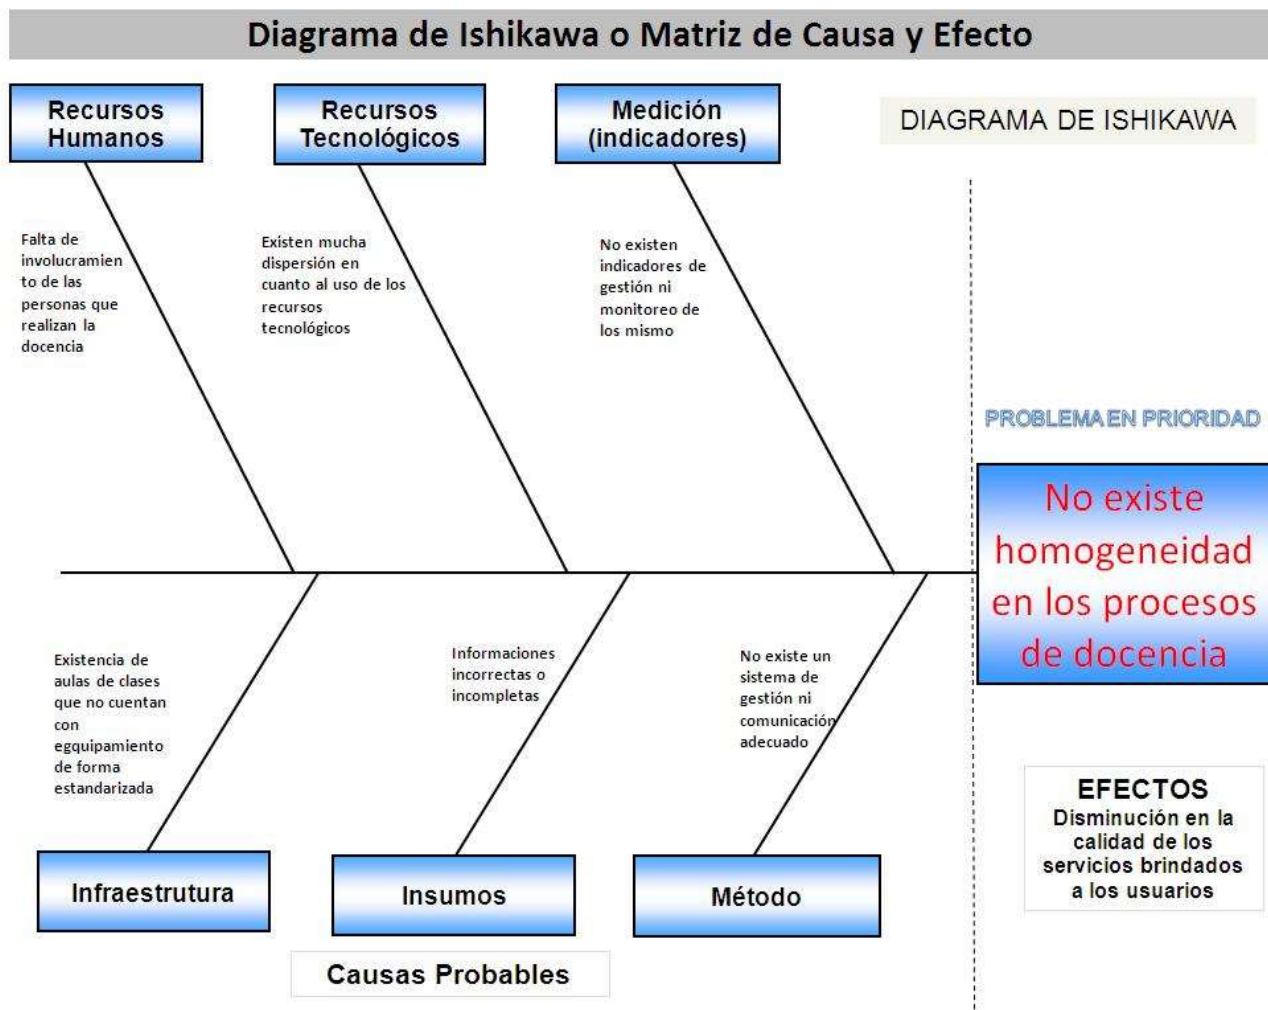 Diagrama de Ishikawa o Matriz de Causa y Efecto
Recursos
Humanos
Recursos
Tecnológicos
Medición
(indicadores)
DIAGRAMA DE ISHIKAWA
Falta de
involucramien
to de las
personas que
realizan la
docencia
Existen mucha
dispersión en
cuanto al uso de los
recursos
tecnológicos
No existen
indicadores de
gestión ni
monitoreo de
los mismo
PROBLEMA EN PRIORIDAD
No existe
homogeneidad
en los procesos
de docencia
Existencia de
aulas de clases
que no cuentan
con
egquipamiento
de forma
estandarizada
Informaciones
incorrectas o
incompletas
No existe un
sistema de
gestión ni
comunicación
adecuado
EFECTOS
Disminución en la
calidad de los
servicios brindados
a los usuarios
Infraestrutura
Insumos
Método
Causas Probables